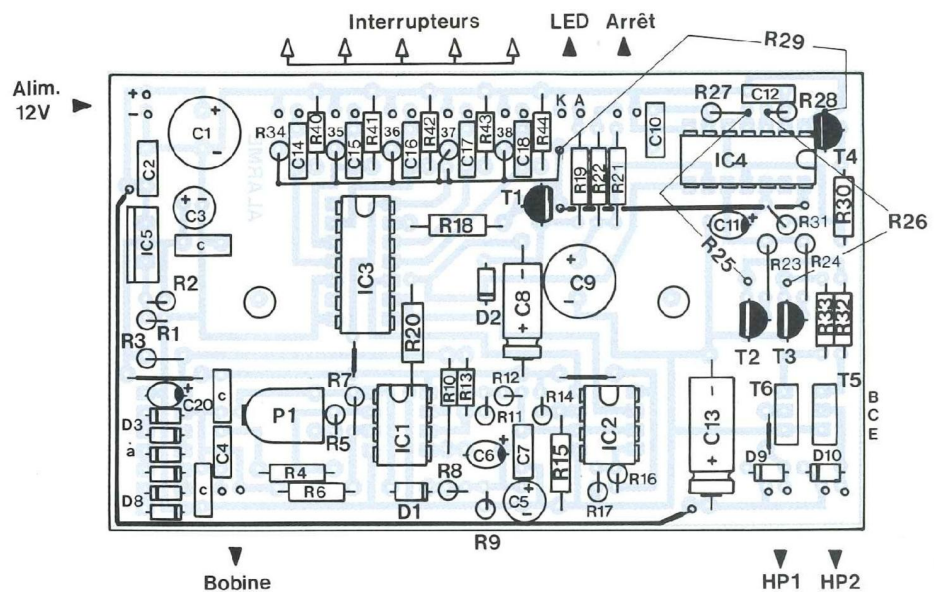 Interrupteurs
LED Arrêt
R29
Alim.
12V
+
-
K A
R27
C12
R28
C1
R34
C14
R40
35
C15
R41
36
C16
R42
37
C17
R43
38
C18
R44
C10
IC4
T4
C2
R19
R22
R21
T1
C3
IC5
C
R18
C11
R31
R30
R26
R25
R23
R24
IC3
R2
R1
R3
D2
C8
C9
R20
T2
T3
R33
R32
R7
R10
R13
R12
R11
R14
T6
T5
C20
C
D3
à
D8
P1
R5
IC1
C6
C7
R15
IC2
C13
B
C
E
C4
C
R4
R6
D1
R8
C5
R16
R17
D9
D10
R9
Bobine
HP1
HP2